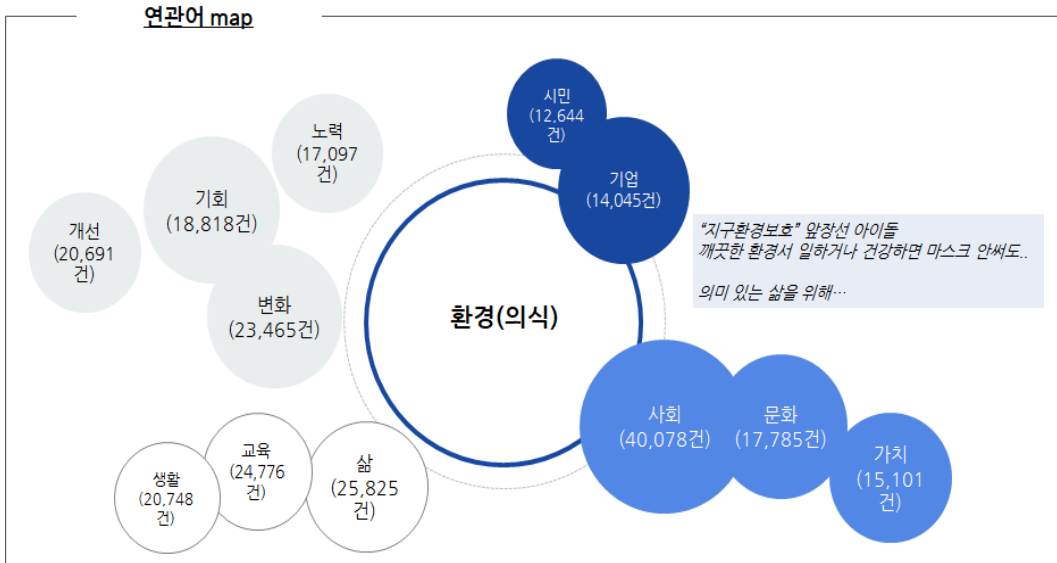 연관어 map
시민
(12,644
건)
기업
(14,045건)
노력
(17,097
건)
기회
(18,818건)
개선
(20,691
건)
변화
(23,465건)
환경(의식)
“지구환경보호” 앞장선 아이돌
깨끗한 환경서 일하거나 건강하면 마스크 안써도..
의미 있는 삶을 위해…
사회
(40,078건)
문화
(17,785건)
가치
(15,101
건)
삶
(25,825
건)
교육
(24,776
건)
생활
(20,748
건)